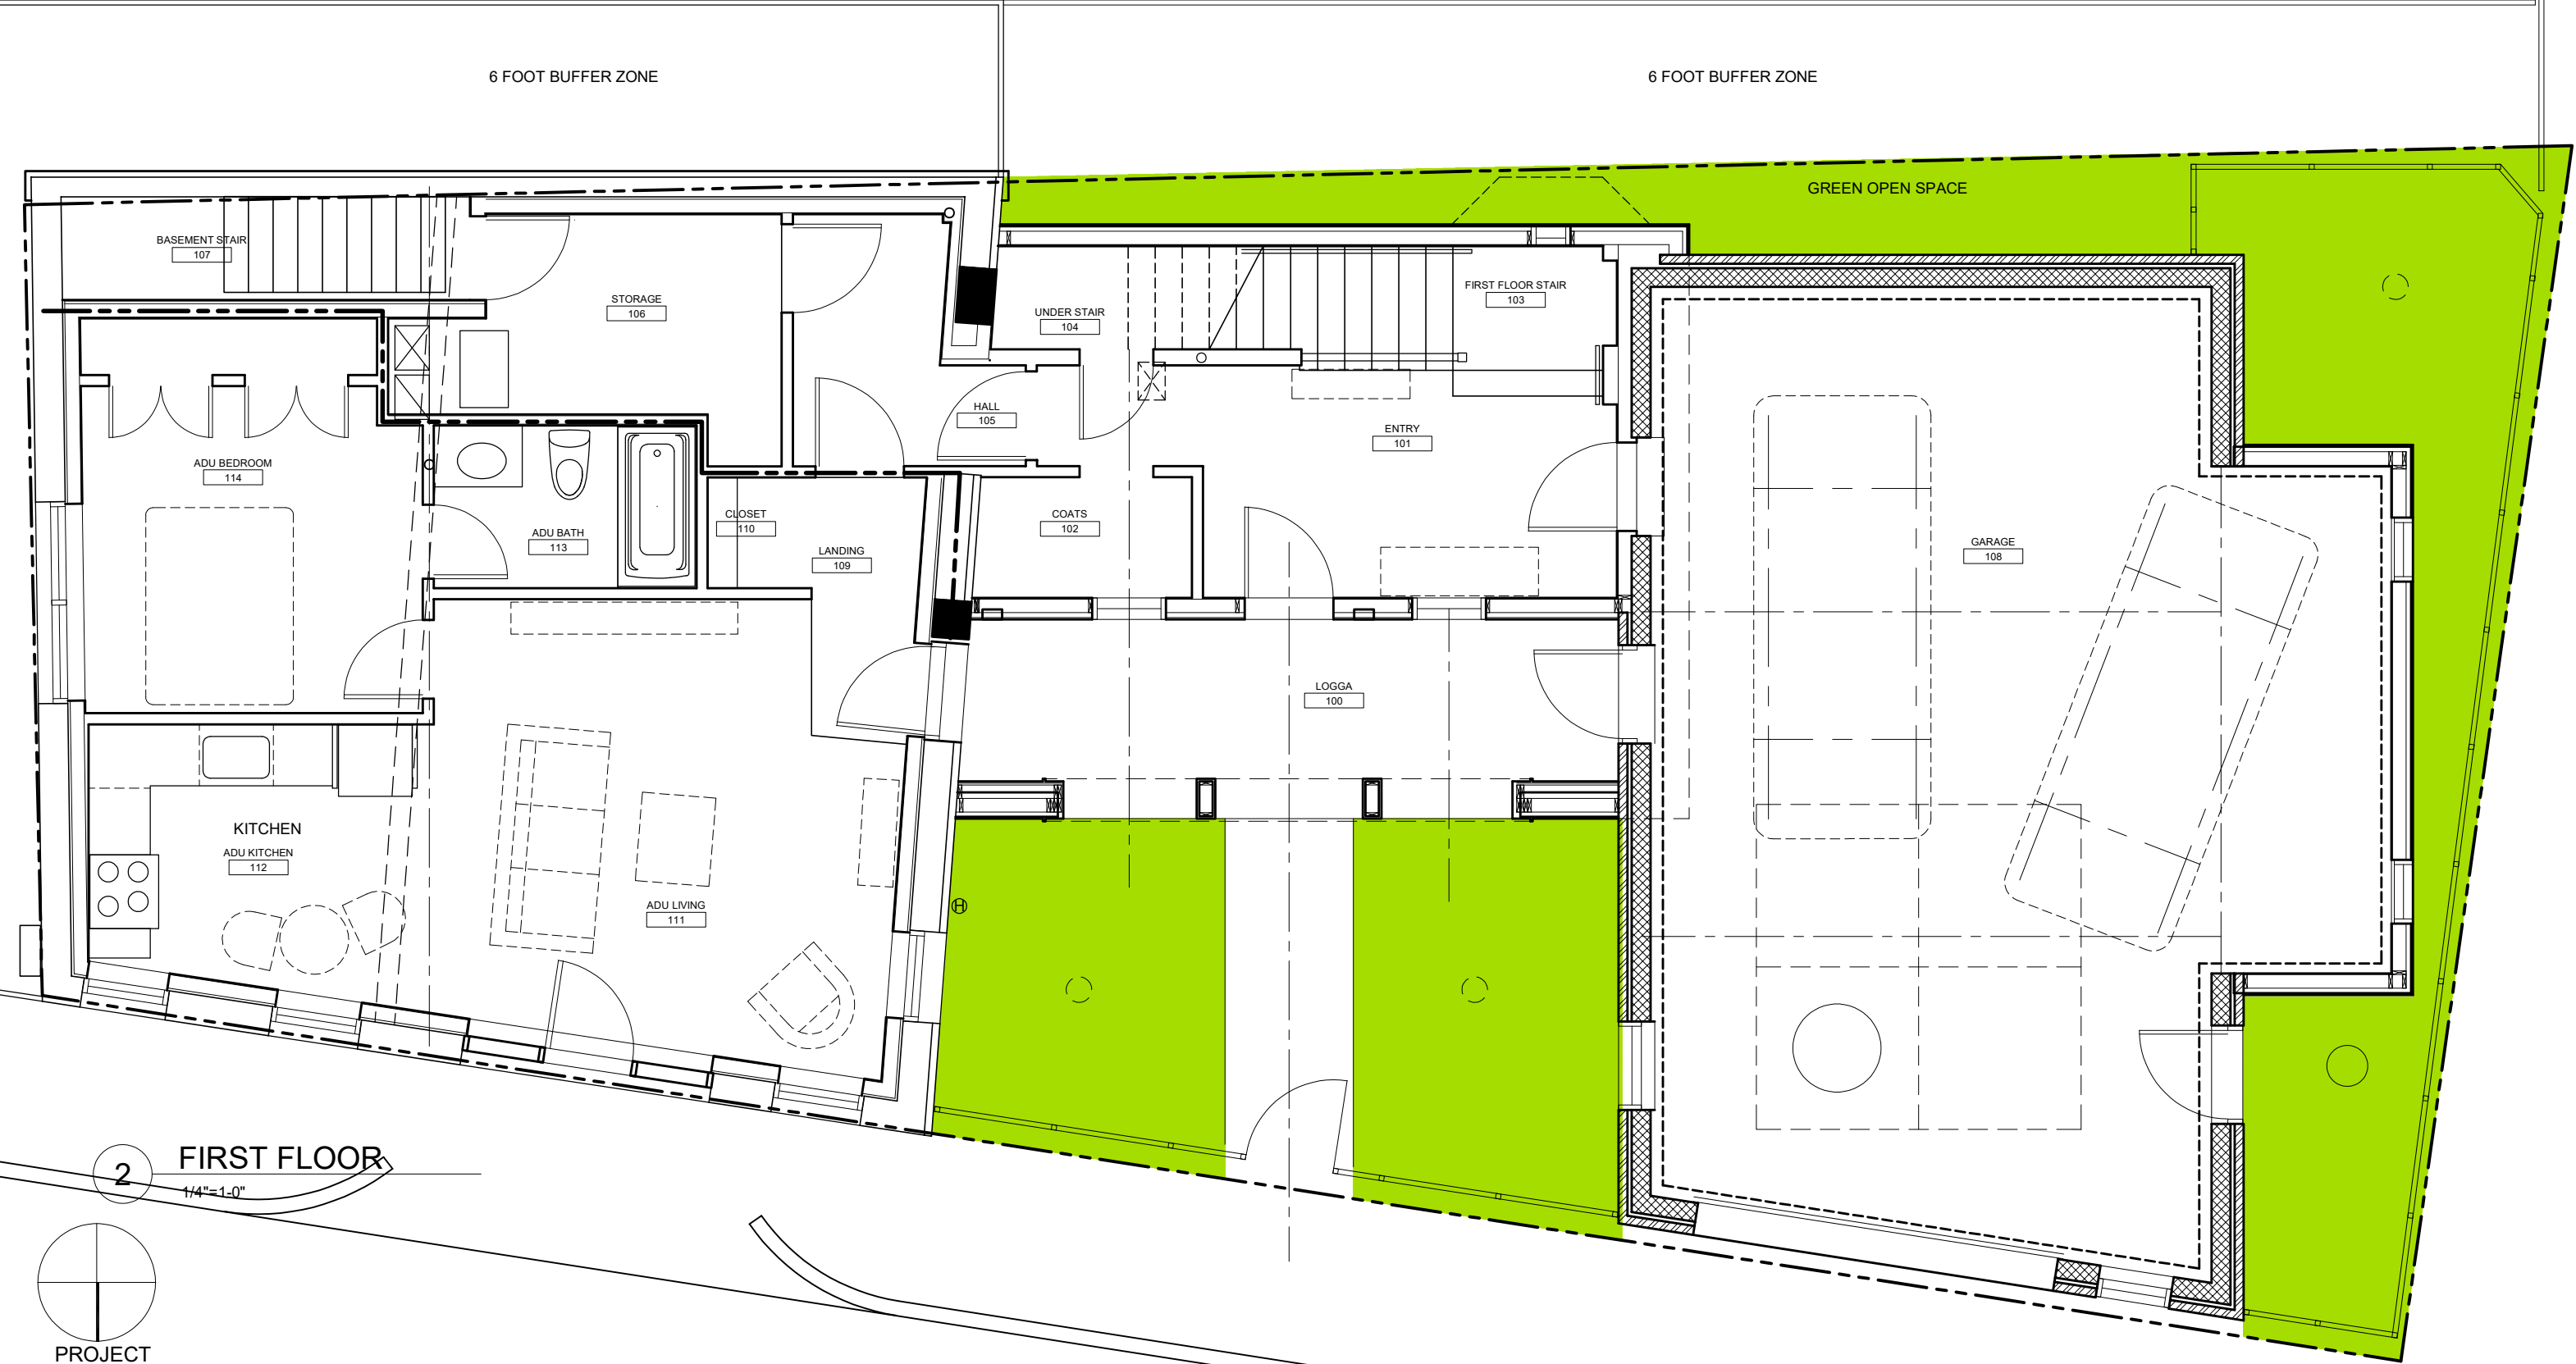 6 FOOT BUFFER ZONE
6 FOOT BUFFER ZONE
GREEN OPEN SPACE
BASEMENT STAIR
107
STORAGE
106
UNDER STAIR
104
FIRST FLOOR STAIR
103
HALL
105
ENTRY
101
ADU BEDROOM
114
CLOSET
110
COATS
102
ADU BATH
113
LANDING
109
GARAGE
108
LOGGA
100
KITCHEN
ADU KITCHEN
112
ADU LIVING
111
H
2
FIRST FLOOR
1/4"=1-0"
PROJECT